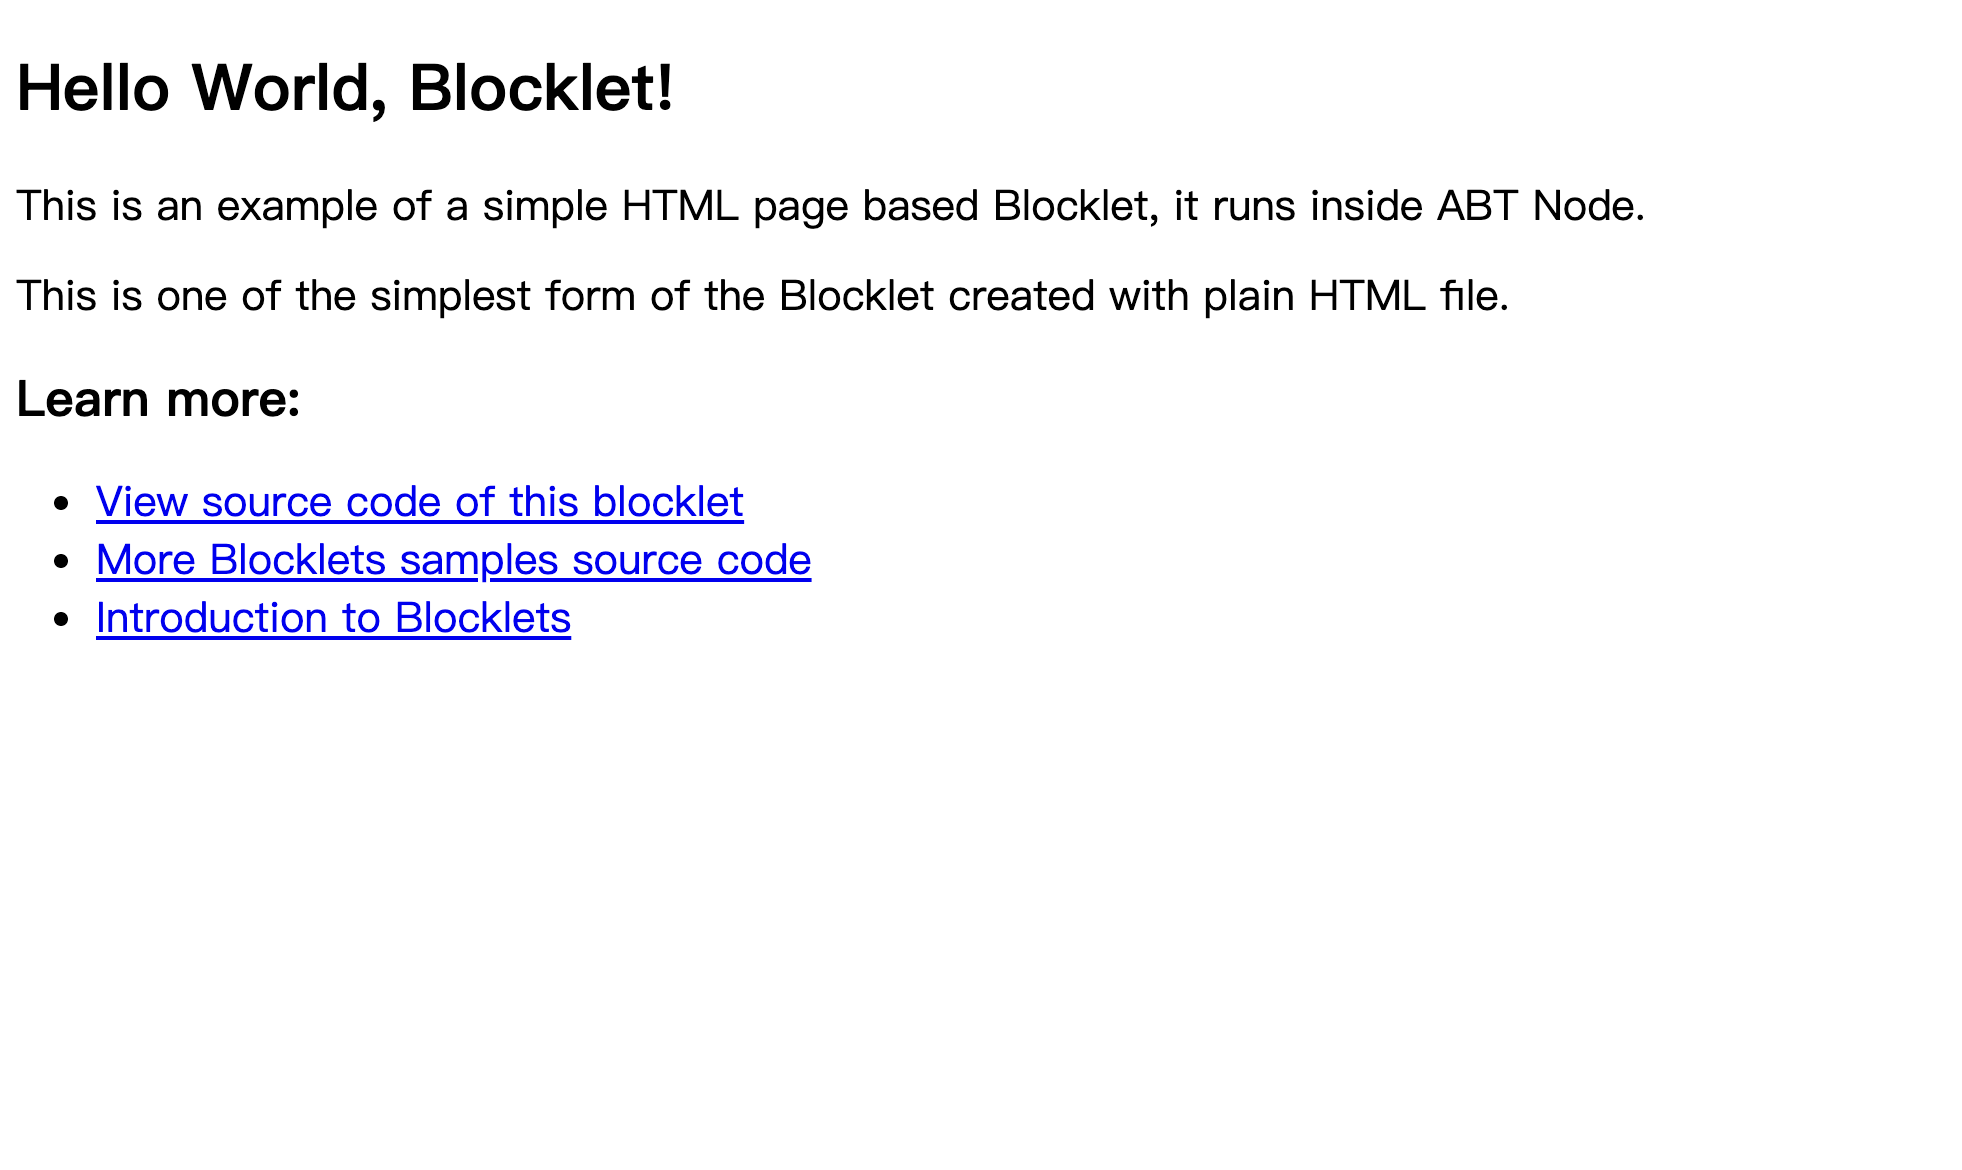 Hello World, Blocklet!
This is an example of a simple HTML page based Blocklet, it runs inside ABT Node.
This is one of the simplest form of the Blocklet created with plain HTML file.
Learn more:
• View source code of this blocklet
• More Blocklets samples source code
• Introduction to Blocklets